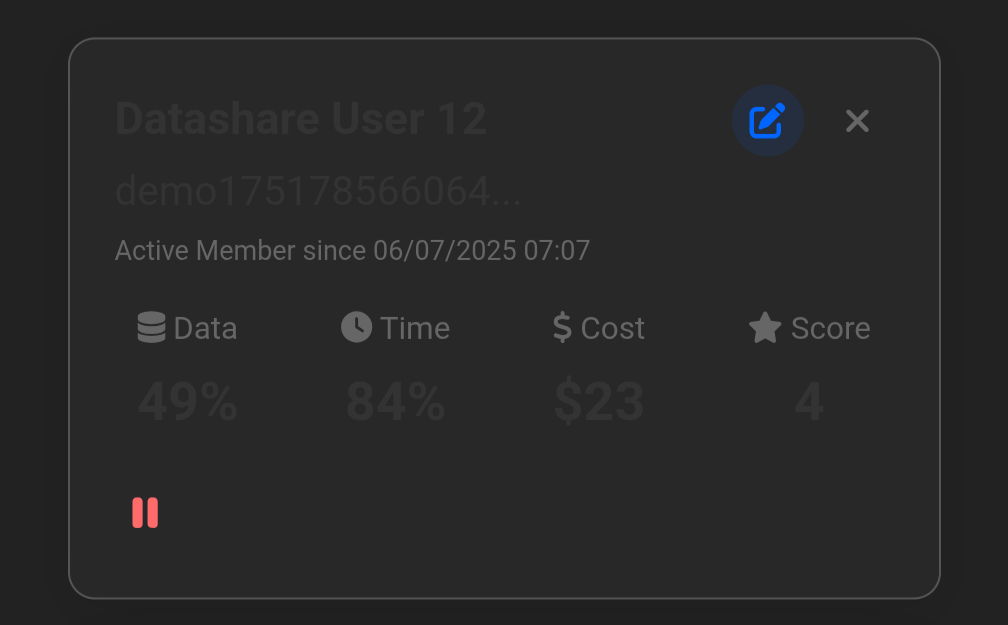 Datashare User 12
demo175178566064...
Active Member since 06/07/2025 07:07
Data Time Cost Score
49% 84% $23 4